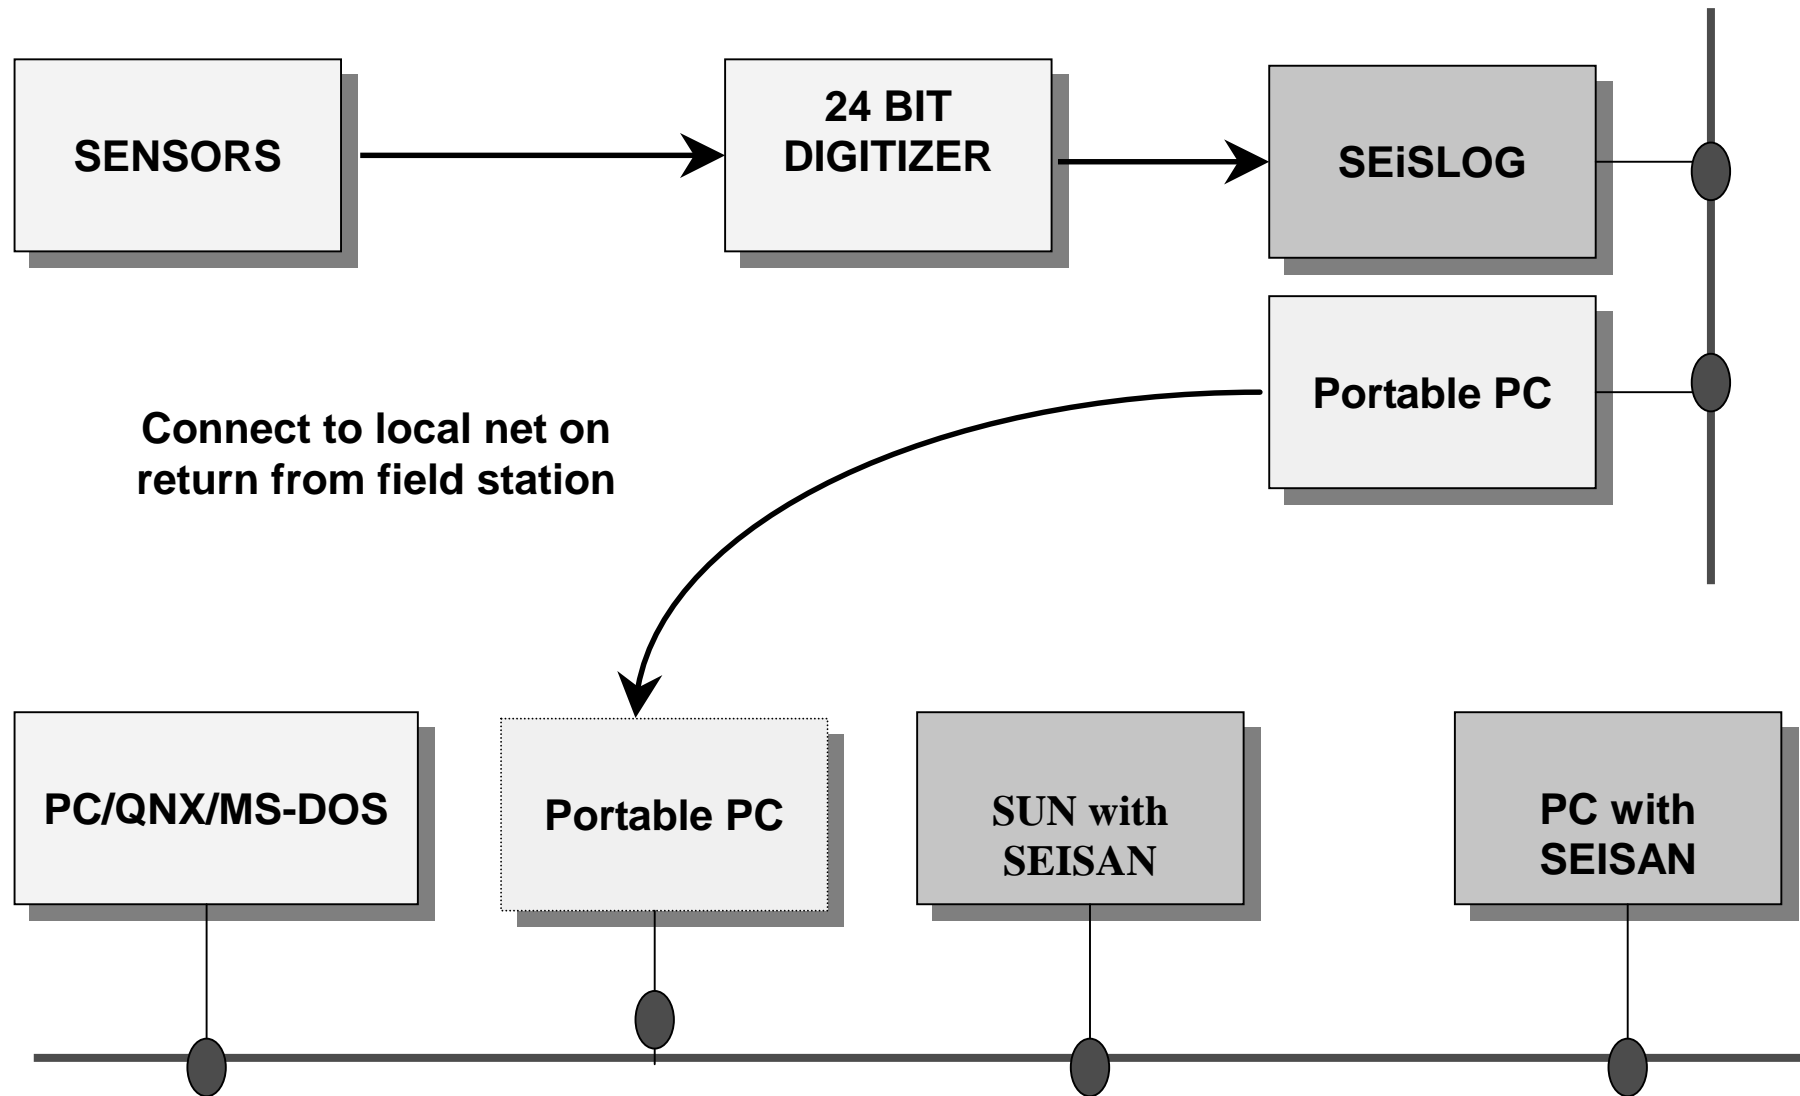 SENSORS
24 BIT
DIGITIZER
SEiSLOG
Portable PC
Connect to local net on
return from field station
PC/QNX/MS-DOS
Portable PC
SUN with
SEISAN
PC with
SEISAN